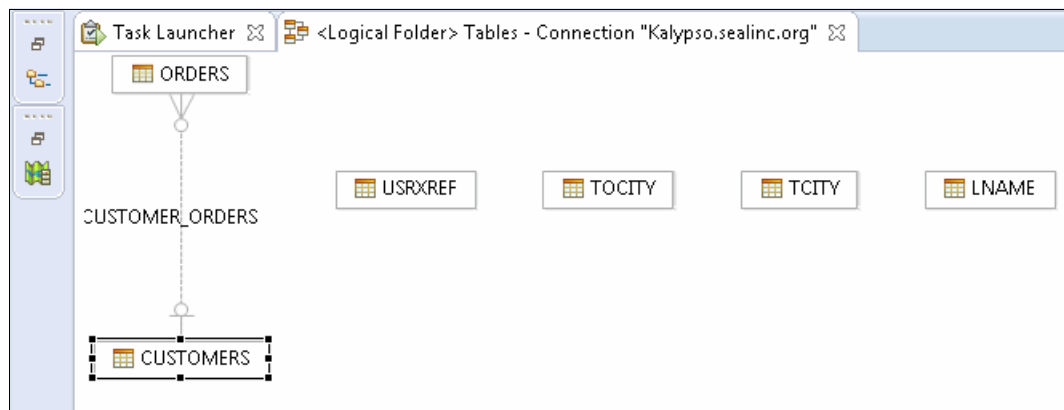 Task Launcher
<Logical Folder> Tables - Connection "Kalypso.sealinc.org"
ORDERS
USRXREF
TOCITY
TCITY
LNAME
CUSTOMER_ORDERS
CUSTOMERS